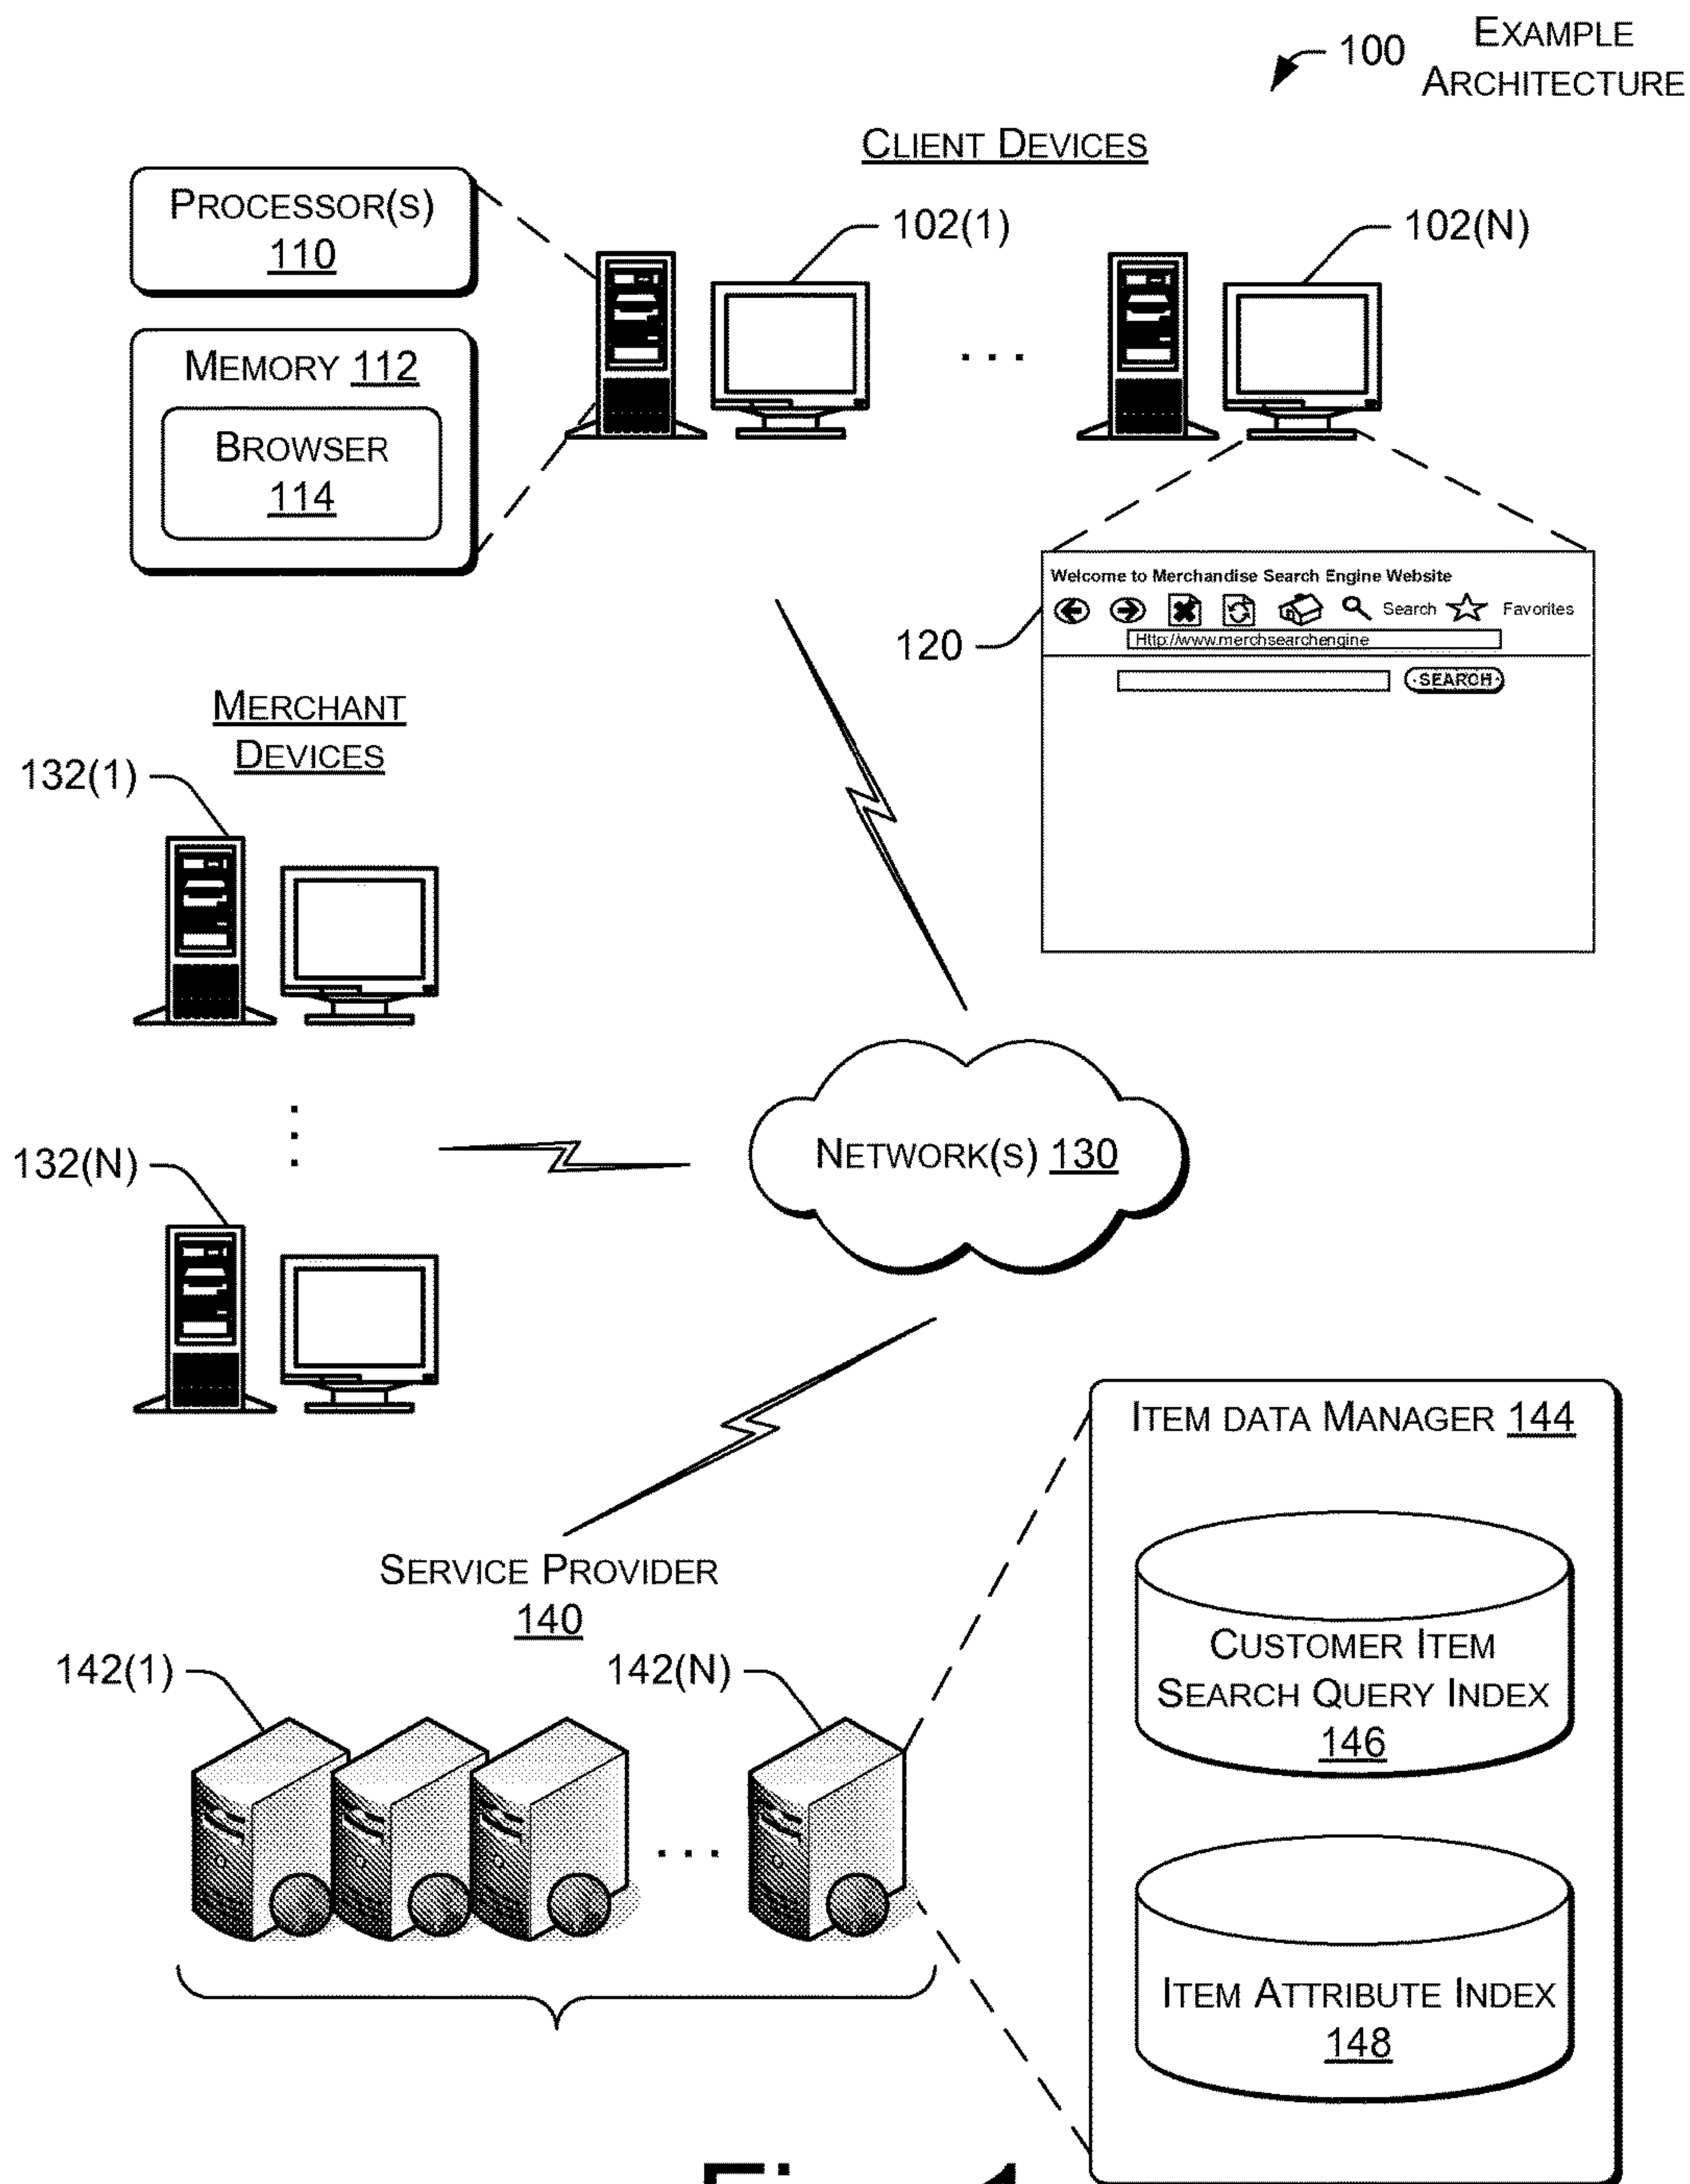 100
EXAMPLE
ARCHITECTURE
CLIENT DEVICES
PROCESSOR(S)
110
102(1)
102(N)
MEMORY 112
BROWSER
114
...
Welcome to Merchandise Search Engine Website
Search
Favorites
Http://www.merchsearchengine
120
SEARCH
MERCHANT
DEVICES
132(1)
132(N)
NETWORK(S) 130
ITEM DATA MANAGER 144
SERVICE PROVIDER
140
142(1)
142(N)
...
CUSTOMER ITEM
SEARCH QUERY INDEX
146
ITEM ATTRIBUTE INDEX
148